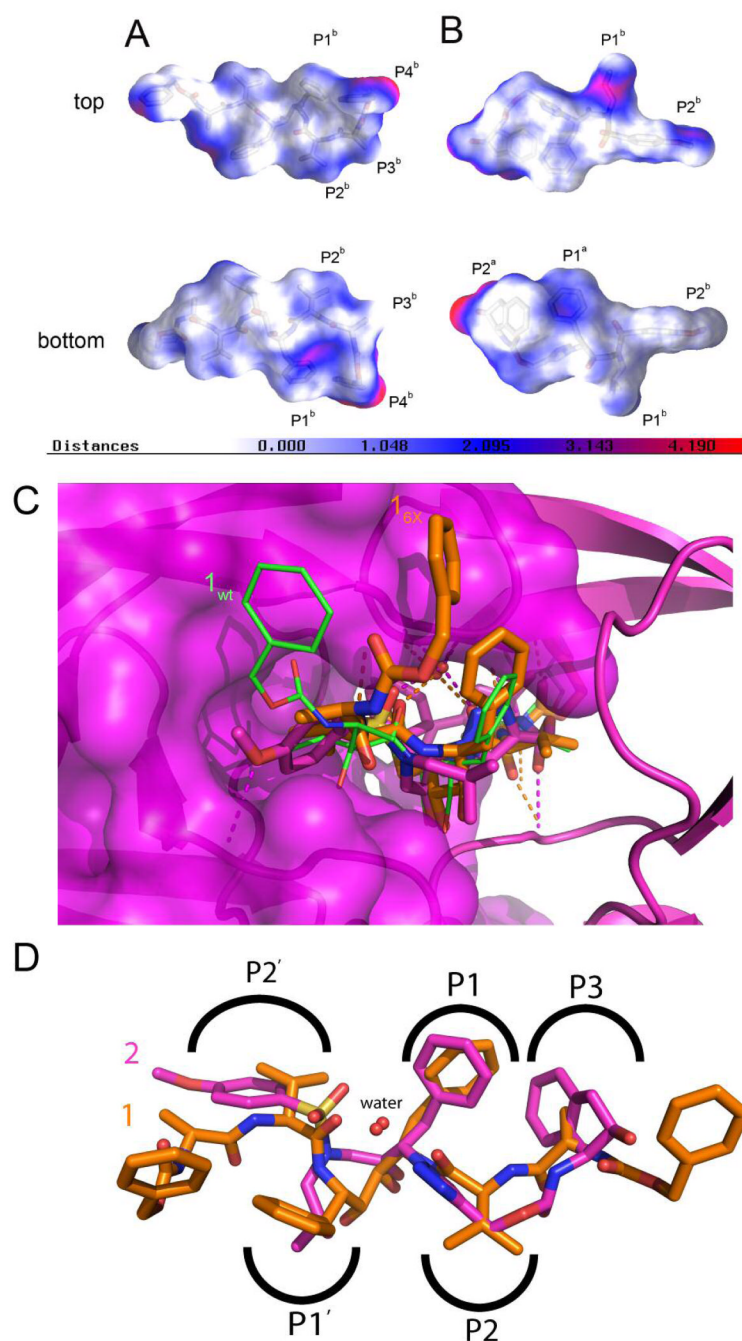 A B
P1ᵇ P1ᵇ
P4ᵇ
top
P2ᵇ
P3ᵇ
P2ᵇ
P2ᵇ P1ᵃ
P2ᵃ
P3ᵇ P2ᵇ
bottom
P1ᵇ P4ᵇ P1ᵇ
Distances 0.000 1.048 2.095 3.143 4.190
C
1₆ₓ
1wt
D
P2′ P1 P3
2
water
1
P1′ P2